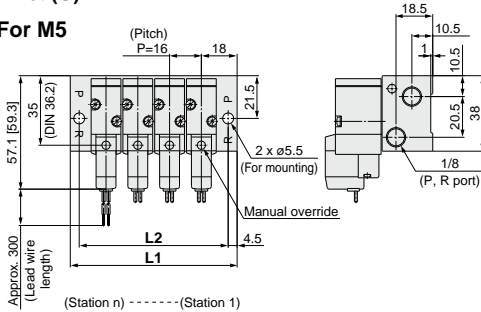 For M5
(Pitch)
P=16
18
18.5
10.5
1
10.5
57.1 [59.3]
35
(DIN 36.2)
P
R
P
R
21.5
20.5
38
2 x ø5.5
(For mounting)
1/8
(P, R port)
Manual override
Approx. 300
(Lead wire
length)
L2
4.5
L1
(Station n) ------- (Station 1)